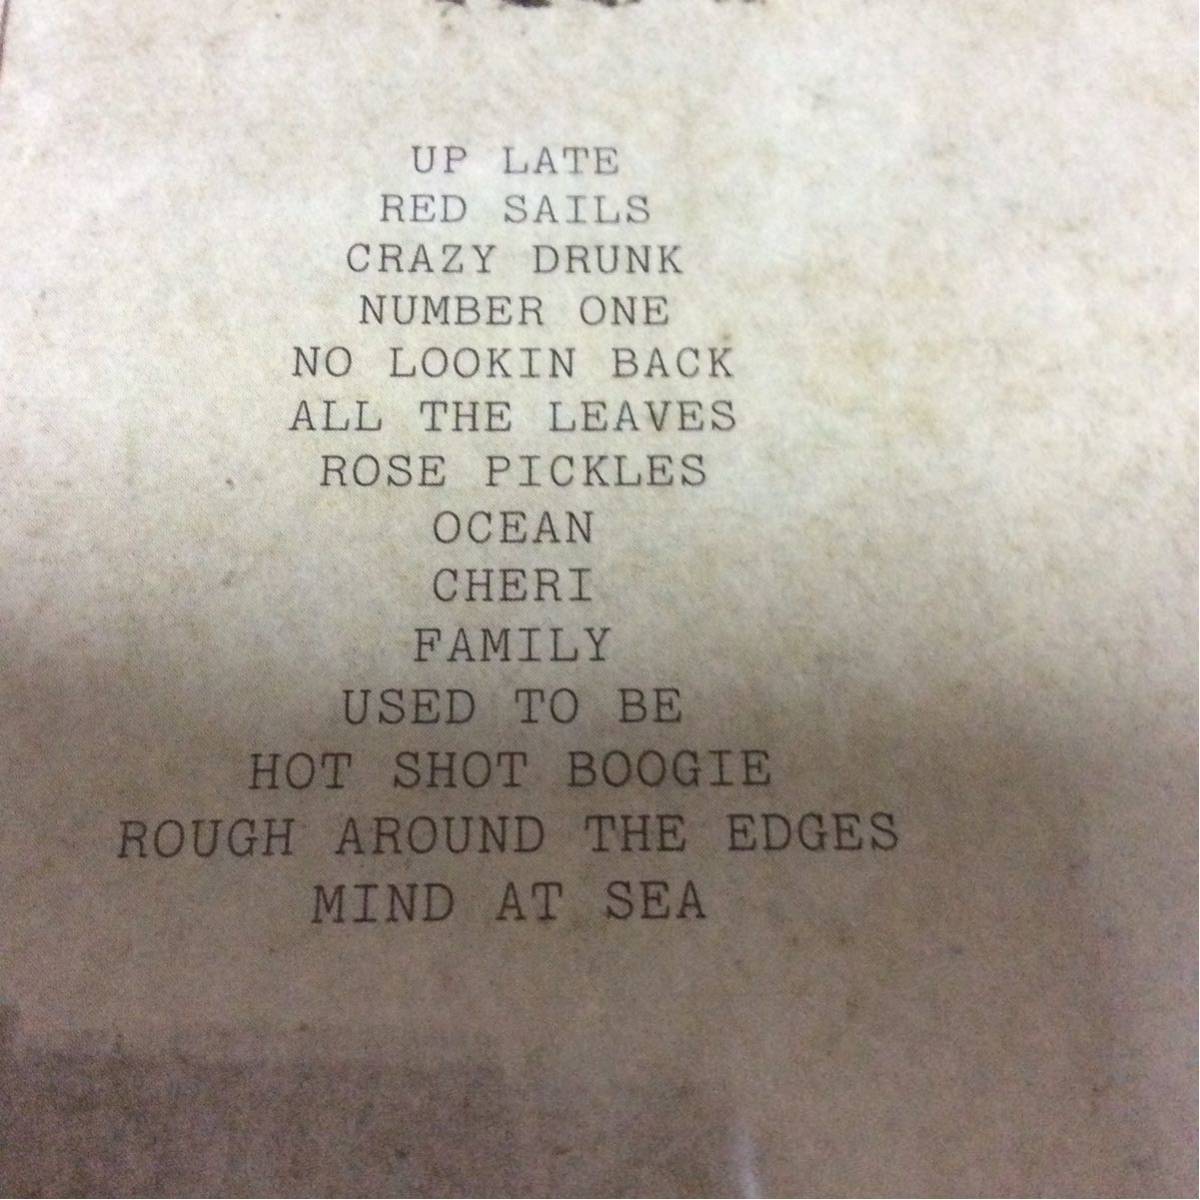 UP LATE
RED SAILS
CRAZY DRUNK
NUMBER ONE
NO LOOKIN BACK
ALL THE LEAVES
ROSE PICKLES
OCEAN
CHERI
FAMILY
USED TO BE
HOT SHOT BOOGIE
ROUGH AROUND THE EDGES
MIND AT SEA